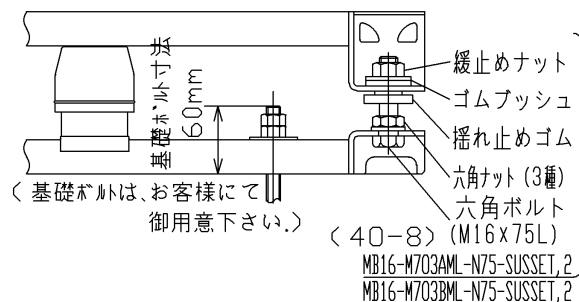 基礎ボルト寸法
60mm
緩止めナット
ゴムブッシュ
揺れ止めゴム
六角ナット(3種)
六角ボルト
(M16x75L)
(基礎ボルトは、お客様にて
御用意下さい.)
(40-8)
MB16-M703AML-N75-SUSSET,2
MB16-M703BML-N75-SUSSET,2